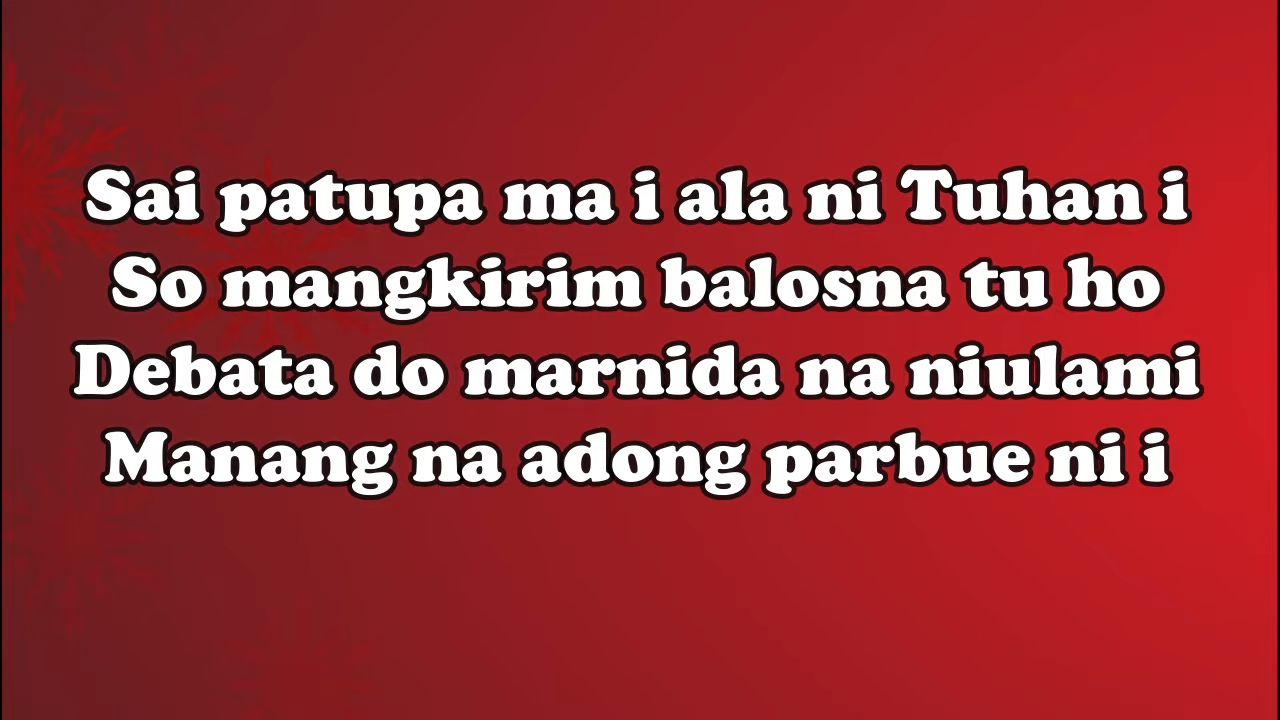 Sai patupa ma i ala ni Tuhan i
So mangkirim balosna tu ho
Debata do marnida na niulami
Manang na adong parbue ni i